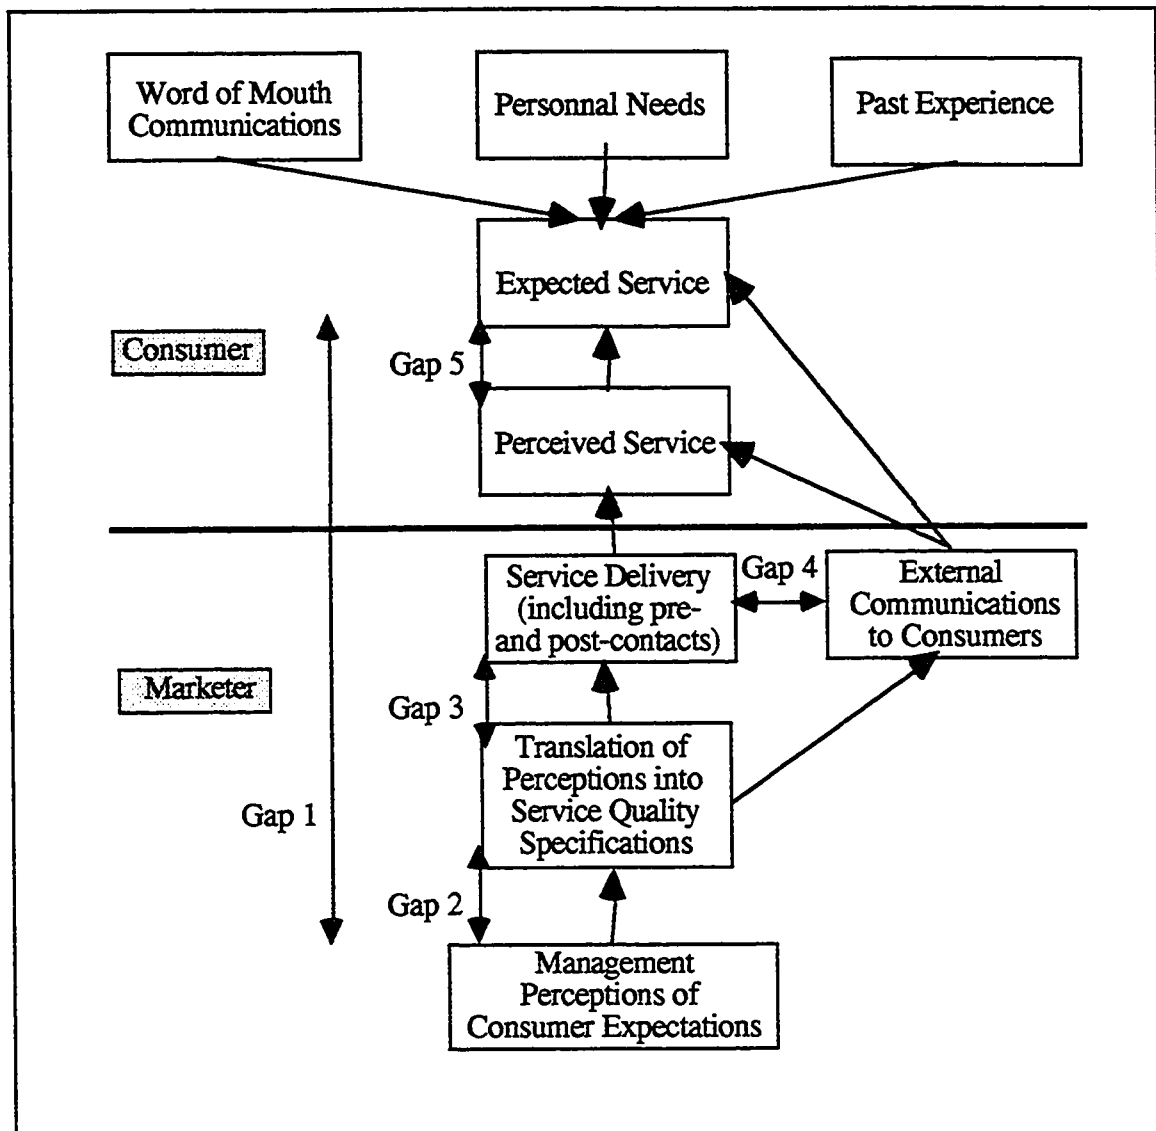 Word of Mouth
Communications
Personnal Needs
Past Experience
Expected Service
Consumer
Gap 5
Perceived Service
Service Delivery
(including pre-
and post-contacts)
Gap 4
External
Communications
to Consumers
Marketer
Gap 3
Translation of
Perceptions into
Service Quality
Specifications
Gap 1
Gap 2
Management
Perceptions of
Consumer Expectations